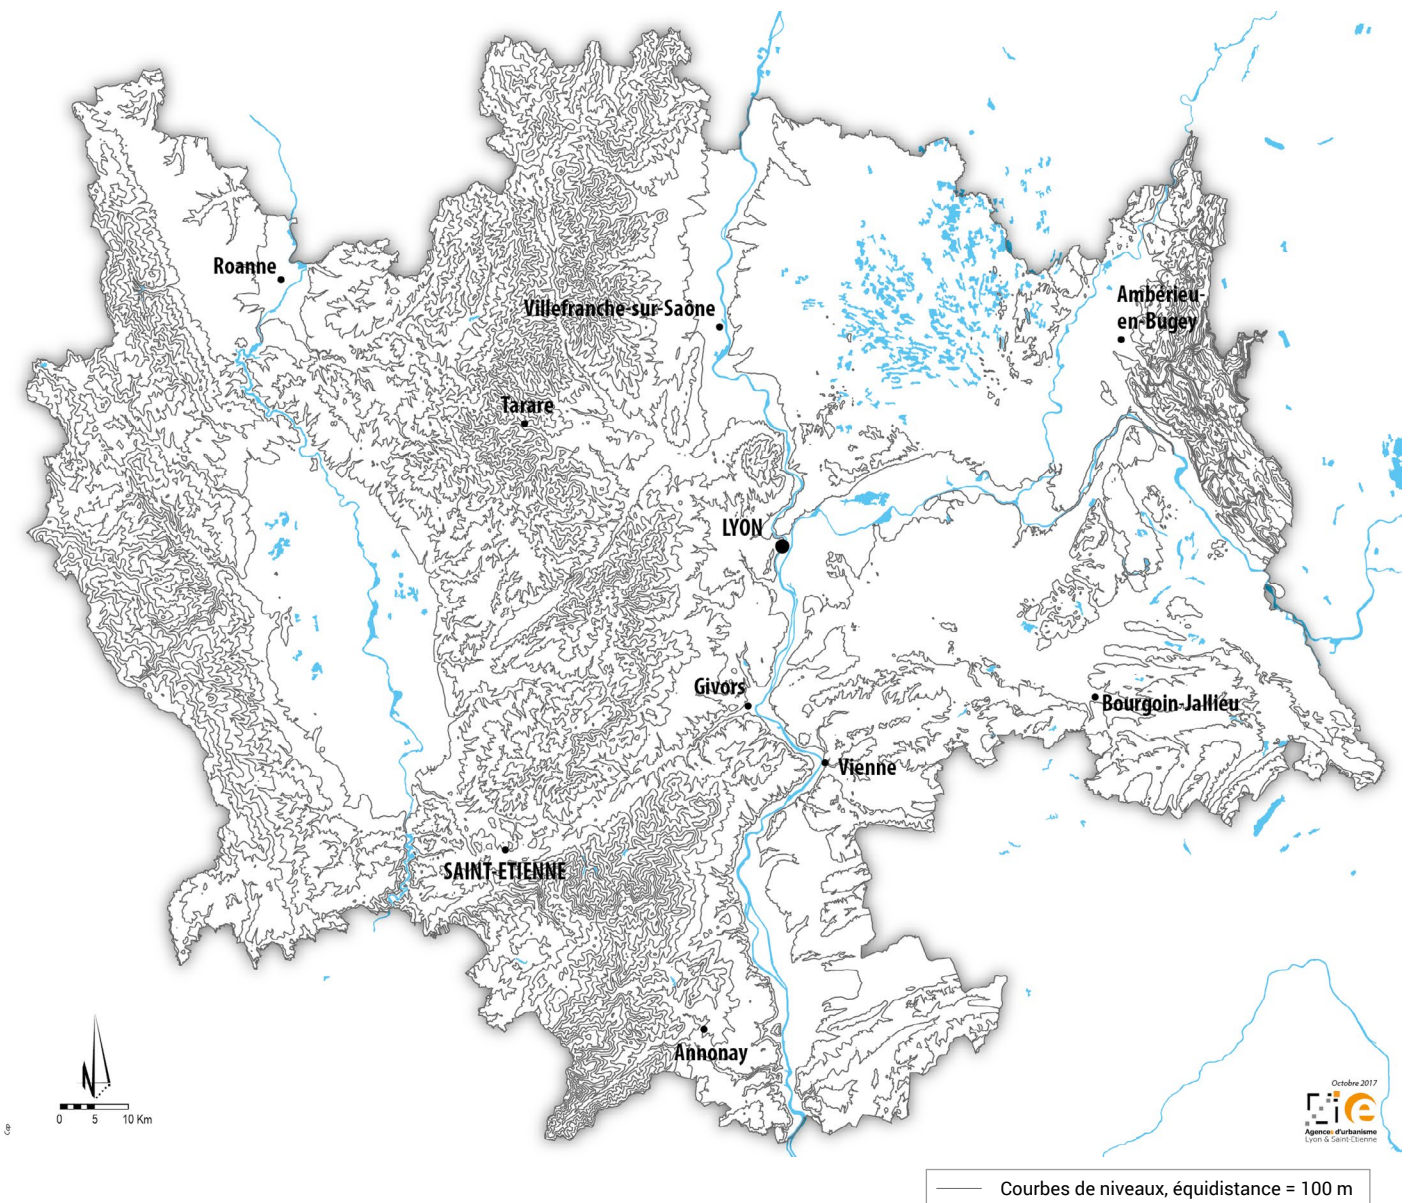 Roanne
Villefranche-sur-Saône
Ambérieu-
en-Bugey
Tarare
LYON
Givors
Bourgoin-Jallieu
Vienne
SAINT-ETIENNE
Annonay
N
0 5 10 Km
Octobre 2017
Agences d'urbanisme
Lyon & Saint-Etienne
Courbes de niveaux, équidistance = 100 m